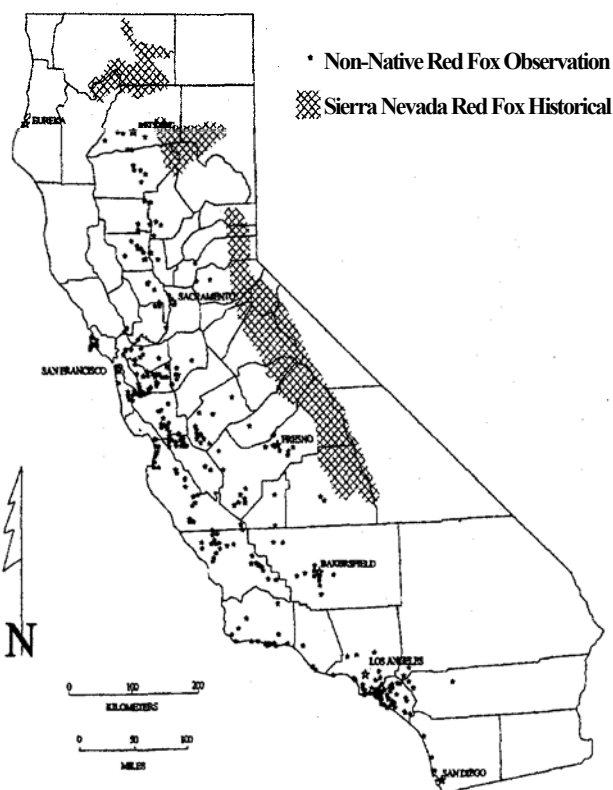 Non-Native Red Fox Observation
Sierra Nevada Red Fox Historical
EUREKA
REDDING
SACRAMENTO
SAN FRANCISCO
FRESNO
BAKERSFIELD
LOS ANGELES
SAN DIEGO
N
0 100 200
KILOMETERS
0 50 100
MILES